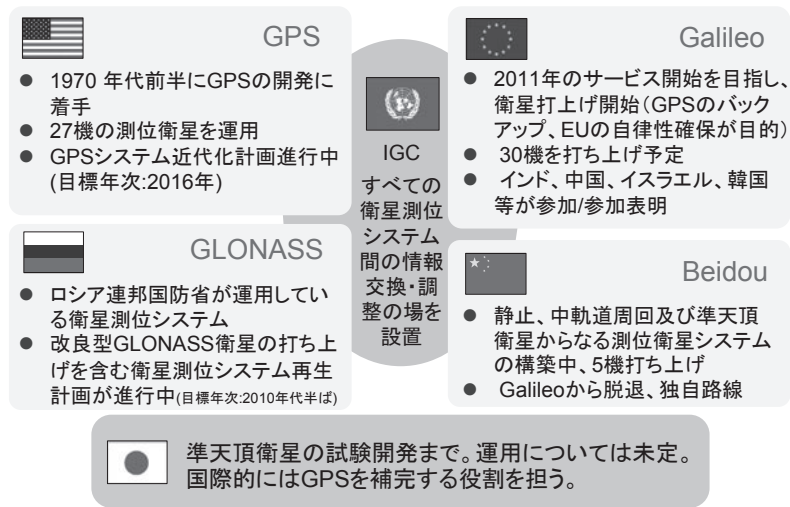 GPS
● 1970 年代前半にGPSの開発に
着手
● 27機の測位衛星を運用
● GPSシステム近代化計画進行中
(目標年次:2016年)
IGC
すべての
衛星測位
システム
間の情報
交換・調
整の場を
設置
Galileo
● 2011年のサービス開始を目指し、
衛星打上げ開始(GPSのバック
アップ、EUの自律性確保が目的)
● 30機を打ち上げ予定
● インド、中国、イスラエル、韓国
等が参加/参加表明
GLONASS
● ロシア連邦国防省が運用してい
る衛星測位システム
● 改良型GLONASS衛星の打ち上
げを含む衛星測位システム再生
計画が進行中(目標年次:2010年代半ば)
Beidou
● 静止、中軌道周回及び準天頂
衛星からなる測位衛星システム
の構築中、5機打ち上げ
● Galileoから脱退、独自路線
準天頂衛星の試験開発まで。運用については未定。
国際的にはGPSを補完する役割を担う。